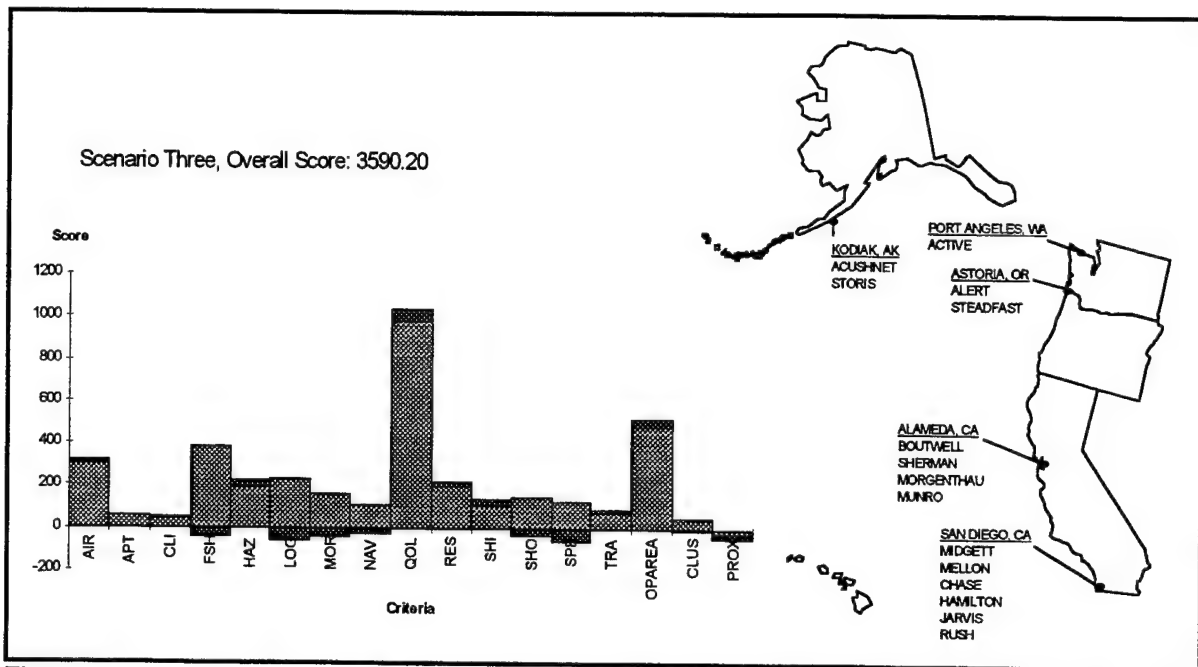 Scenario Three, Overall Score: 3590.20
Score
1200
1000
800
600
400
200
0
-200
AIR
APT
CLI
FSH
HAZ
LOG
MOR
NAV
QOL
RES
SHI
SHO
SPE
TRA
OPAREA
CLUS
PROX
Criteria
KODIAK, AK
ACUSHNET
STORIS
PORT ANGELES, WA
ACTIVE
ASTORIA, OR
ALERT
STEADFAST
ALAMEDA, CA
BOUTWELL
SHERMAN
MORGENTHAU
MUNRO
SAN DIEGO, CA
MIDGETT
MELLON
CHASE
HAMILTON
JARVIS
RUSH